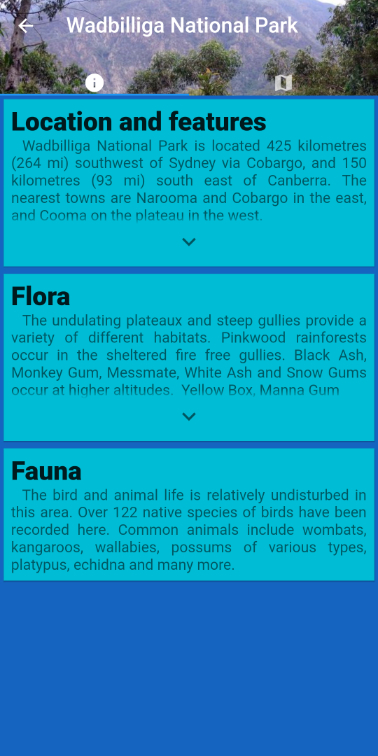 Wadbilliga National Park
Location and features
Wadbilliga National Park is located 425 kilometres
(264 mi) southwest of Sydney via Cobargo, and 150
kilometres (93 mi) south east of Canberra. The
nearest towns are Narooma and Cobargo in the east,
and Cooma on the plateau in the west.
Flora
The undulating plateaux and steep gullies provide a
variety of different habitats. Pinkwood rainforests
occur in the sheltered fire free gullies. Black Ash,
Monkey Gum, Messmate, White Ash and Snow Gums
occur at higher altitudes. Yellow Box, Manna Gum
Fauna
The bird and animal life is relatively undisturbed in
this area. Over 122 native species of birds have been
recorded here. Common animals include wombats,
kangaroos, wallabies, possums of various types,
platypus, echidna and many more.